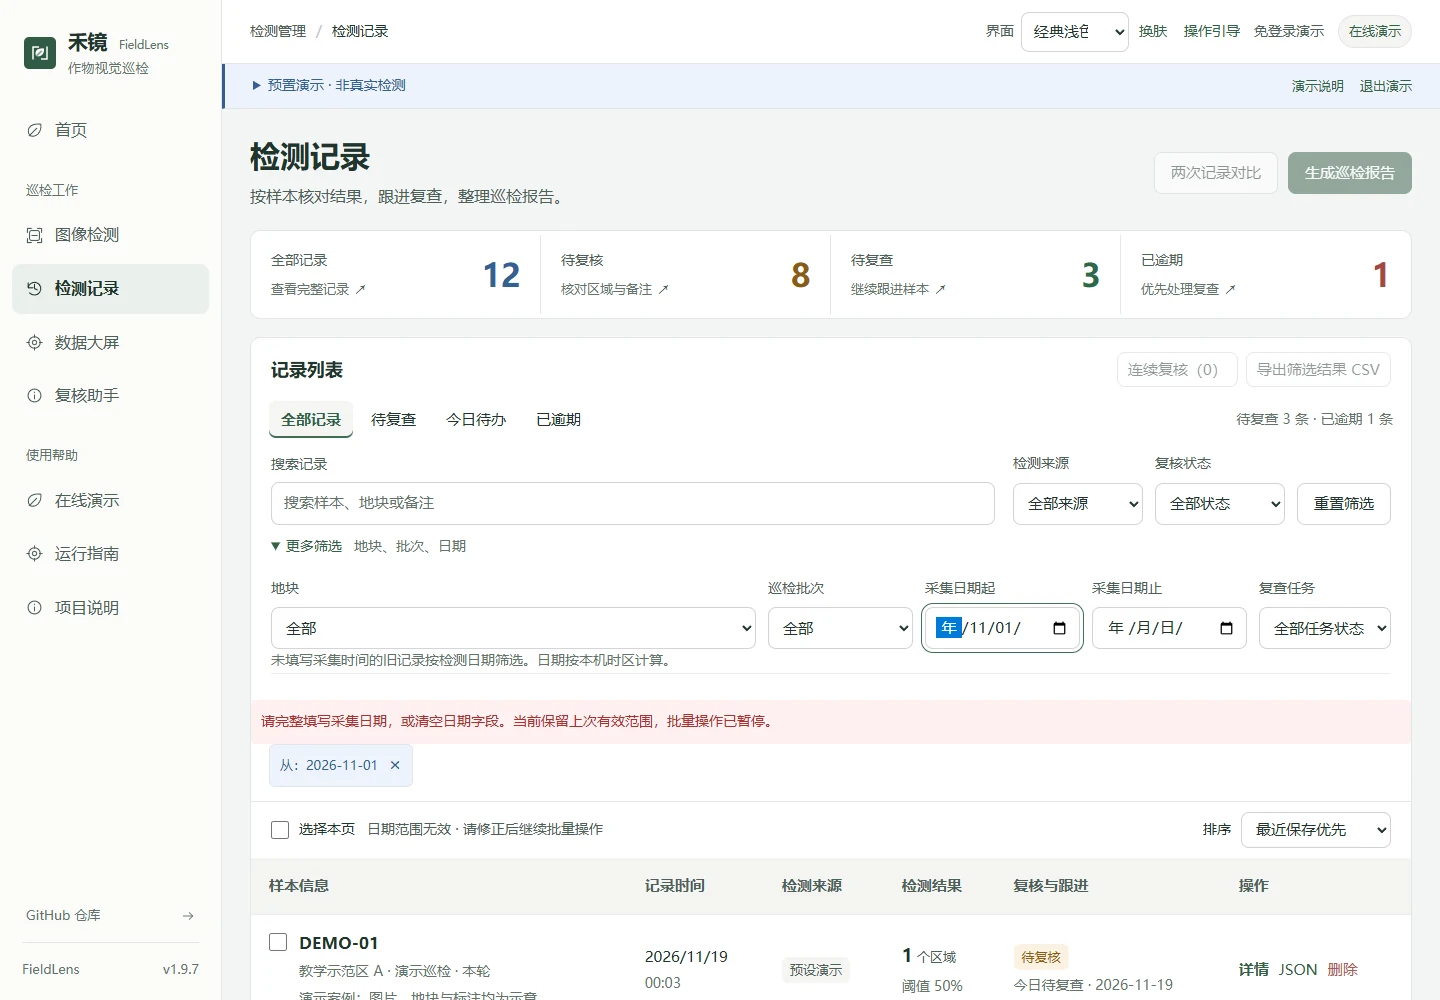 禾镜 FieldLens
作物视觉巡检
首页
巡检工作
图像检测
检测记录
数据大屏
复核助手
使用帮助
在线演示
运行指南
项目说明
GitHub 仓库
FieldLens v1.9.7
检测管理 / 检测记录
界面 经典浅色 换肤 操作引导 免登录演示 在线演示
预置演示 · 非真实检测 演示说明 退出演示
检测记录
按样本核对结果，跟进复查，整理巡检报告。
两次记录对比 生成巡检报告
全部记录
查看完整记录 ↗
12
待复核
核对区域与备注 ↗
8
待复查
继续跟进样本 ↗
3
已逾期
优先处理复查 ↗
1
记录列表 连续复核（0） 导出筛选结果 CSV
全部记录 待复查 今日待办 已逾期 待复查 3 条 · 已逾期 1 条
搜索记录 检测来源 复核状态
搜索样本、地块或备注 全部来源 全部状态 重置筛选
更多筛选 地块、批次、日期
地块 巡检批次 采集日期起 采集日期止 复查任务
全部 全部 年/11/01/ 年 /月/日/ 全部任务状态
未填写采集时间的旧记录按检测日期筛选。日期按本机时区计算。
请完整填写采集日期，或清空日期字段。当前保留上次有效范围，批量操作已暂停。
从：2026-11-01 ✕
选择本页 日期范围无效 · 请修正后继续批量操作 排序 最近保存优先
样本信息 记录时间 检测来源 检测结果 复核与跟进 操作
DEMO-01
教学示范区 A · 演示巡检 · 本轮
演示案例：图片、地块与标注均为示意
2026/11/19
00:03
预设演示
1 个区域
阈值 50%
待复核
今日待复查 · 2026-11-19
详情 JSON 删除